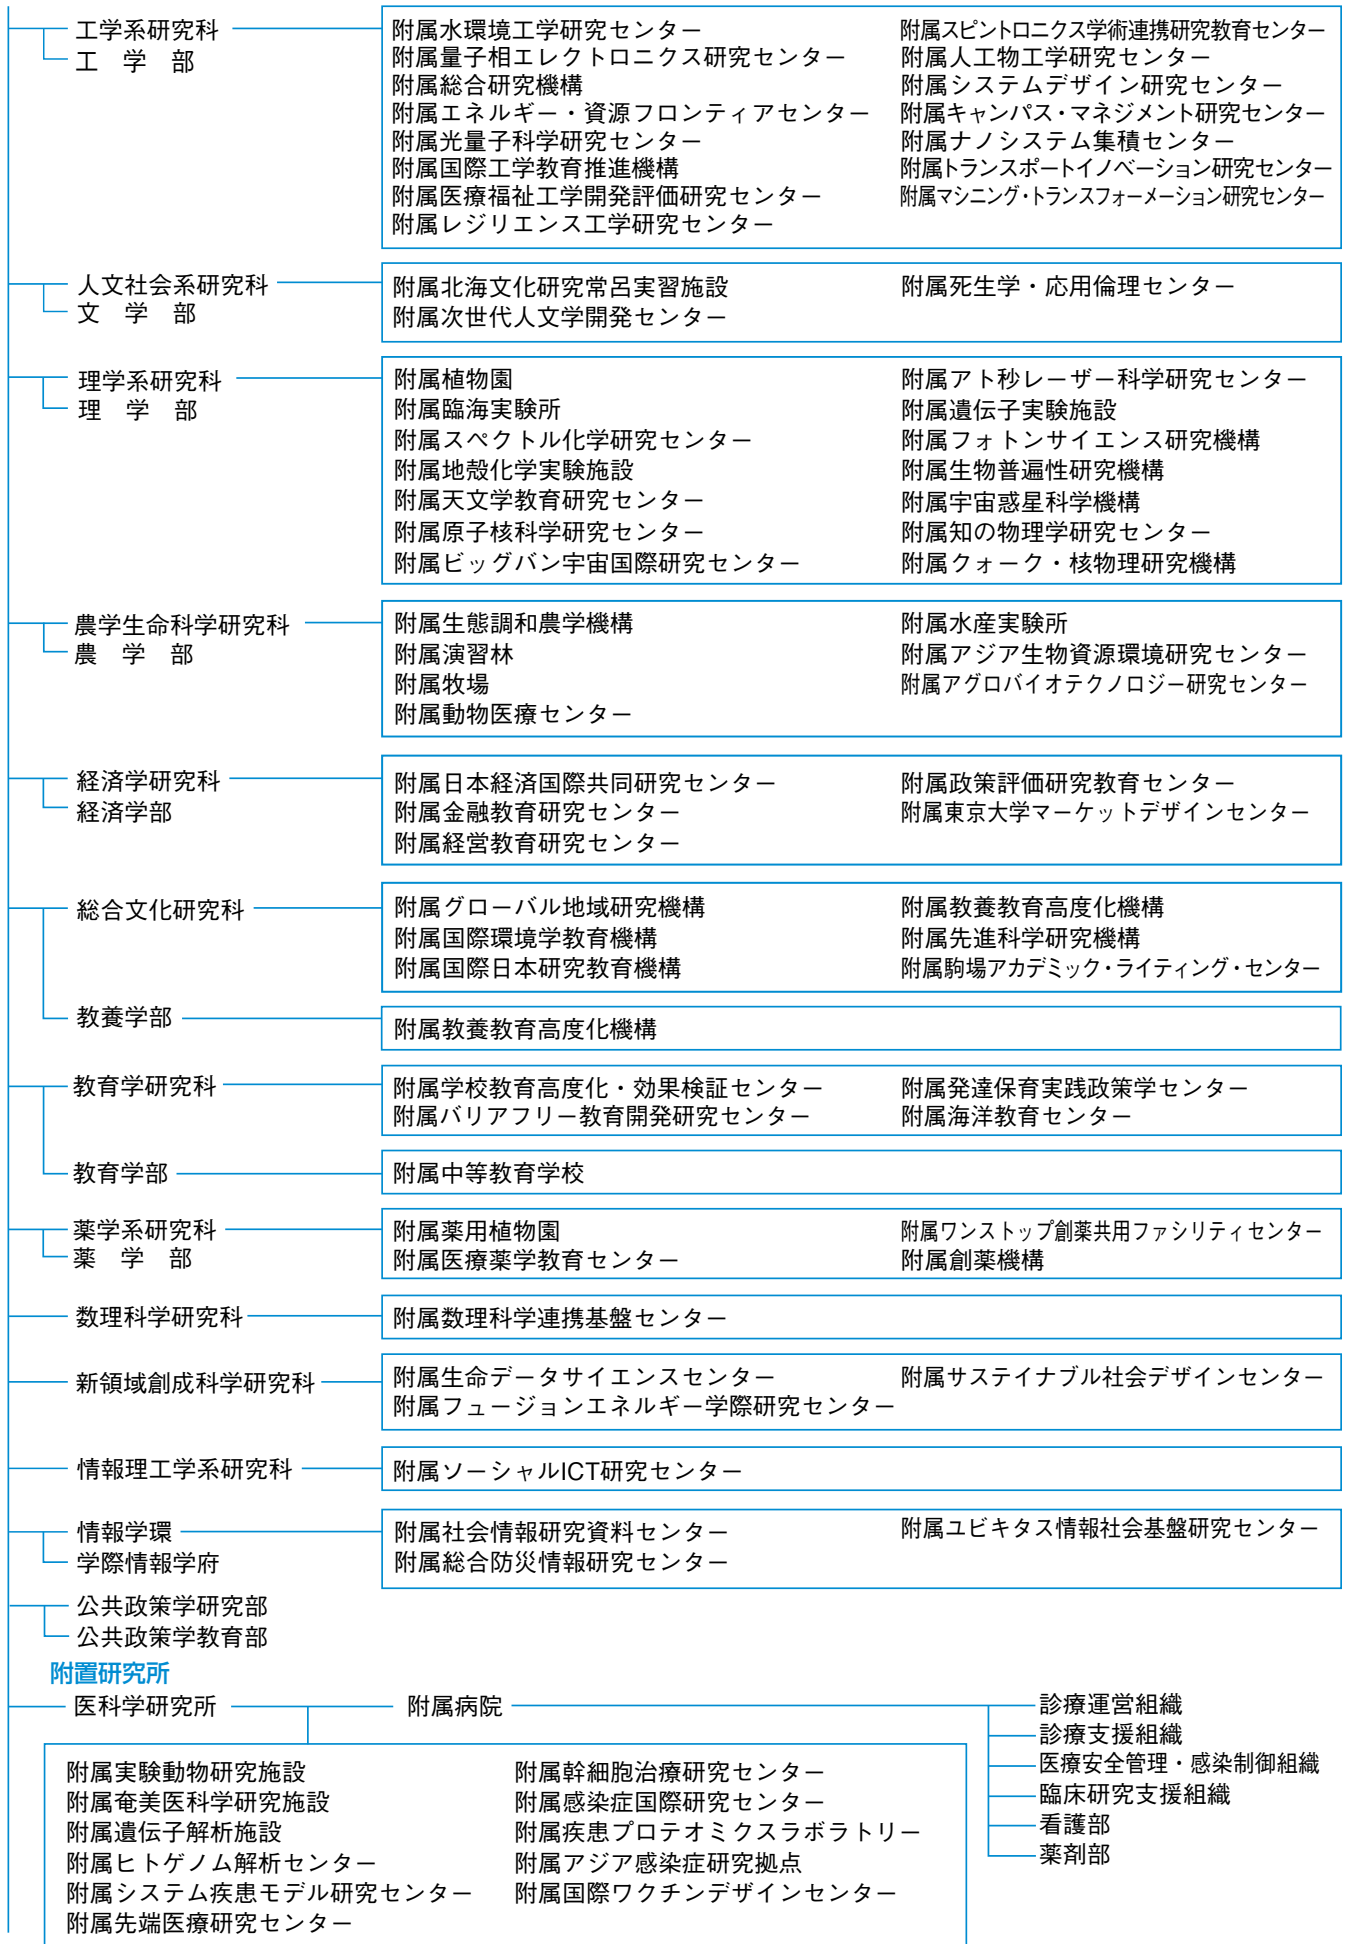 工学系研究科
工　学　部
附属水環境工学研究センター
附属量子相エレクトロニクス研究センター
附属総合研究機構
附属エネルギー・資源フロンティアセンター
附属光量子科学研究センター
附属国際工学教育推進機構
附属医療福祉工学開発評価研究センター
附属レジリエンス工学研究センター
附属スピントロニクス学術連携研究教育センター
附属人工物工学研究センター
附属システムデザイン研究センター
附属キャンパス・マネジメント研究センター
附属ナノシステム集積センター
附属トランスポートイノベーション研究センター
附属マシニング・トランスフォーメーション研究センター
人文社会系研究科
文　学　部
附属北海文化研究常呂実習施設
附属次世代人文学開発センター
附属死生学・応用倫理センター
理学系研究科
理　学　部
附属植物園
附属臨海実験所
附属スペクトル化学研究センター
附属地殻化学実験施設
附属天文学教育研究センター
附属原子核科学研究センター
附属ビッグバン宇宙国際研究センター
附属アト秒レーザー科学研究センター
附属遺伝子実験施設
附属フォトンサイエンス研究機構
附属生物普遍性研究機構
附属宇宙惑星科学機構
附属知の物理学研究センター
附属クォーク・核物理研究機構
農学生命科学研究科
農　学　部
附属生態調和農学機構
附属演習林
附属牧場
附属動物医療センター
附属水産実験所
附属アジア生物資源環境研究センター
附属アグロバイオテクノロジー研究センター
経済学研究科
経済学部
附属日本経済国際共同研究センター
附属金融教育研究センター
附属経営教育研究センター
附属政策評価研究教育センター
附属東京大学マーケットデザインセンター
総合文化研究科
附属グローバル地域研究機構
附属国際環境学教育機構
附属国際日本研究教育機構
附属教養教育高度化機構
附属先進科学研究機構
附属駒場アカデミック・ライティング・センター
教養学部
附属教養教育高度化機構
教育学研究科
附属学校教育高度化・効果検証センター
附属バリアフリー教育開発研究センター
附属発達保育実践政策学センター
附属海洋教育センター
教育学部
附属中等教育学校
薬学系研究科
薬　学　部
附属薬用植物園
附属医療薬学教育センター
附属ワンストップ創薬共用ファシリティセンター
附属創薬機構
数理科学研究科
附属数理科学連携基盤センター
新領域創成科学研究科
附属生命データサイエンスセンター
附属フュージョンエネルギー学際研究センター
附属サステイナブル社会デザインセンター
情報理工学系研究科
附属ソーシャルICT研究センター
情報学環
学際情報学府
附属社会情報研究資料センター
附属総合防災情報研究センター
附属ユビキタス情報社会基盤研究センター
公共政策学研究部
公共政策学教育部
附置研究所
医科学研究所
附属病院
診療運営組織
診療支援組織
医療安全管理・感染制御組織
臨床研究支援組織
看護部
薬剤部
附属実験動物研究施設
附属奄美医科学研究施設
附属遺伝子解析施設
附属ヒトゲノム解析センター
附属システム疾患モデル研究センター
附属先端医療研究センター
附属幹細胞治療研究センター
附属感染症国際研究センター
附属疾患プロテオミクスラボラトリー
附属アジア感染症研究拠点
附属国際ワクチンデザインセンター